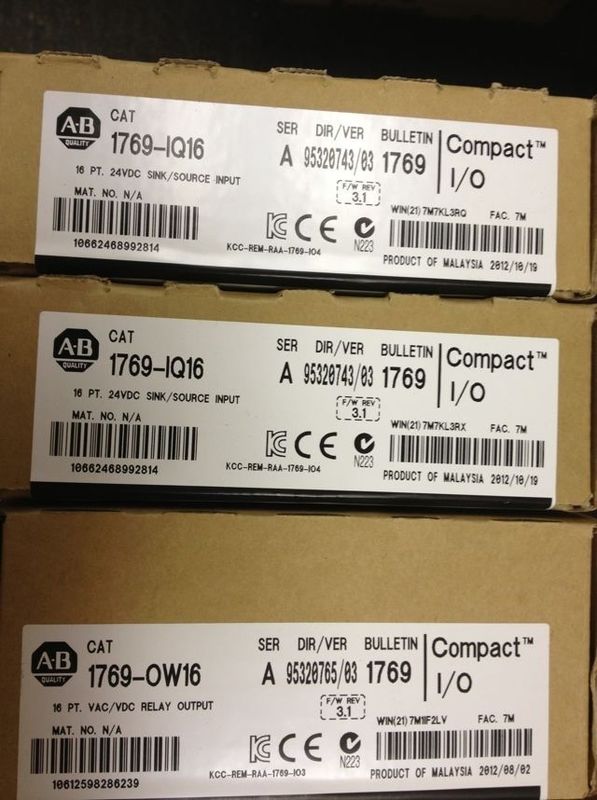 A-B QUALITY
CAT
1769-IQ16
SER A
DIR/VER 95320743/03
BULLETIN 1769
Compact™ I/O
16 PT. 24VDC SINK/SOURCE INPUT
F/W REV 3.1
MAT. NO. N/A
10662468992814
KCC-REM-RAA-1769-IO4
CE
N223
WIN(21) 7M7KL3RQ FAC. 7M
PRODUCT OF MALAYSIA 2012/10/19
A-B QUALITY
CAT
1769-IQ16
SER A
DIR/VER 95320743/03
BULLETIN 1769
Compact™ I/O
16 PT. 24VDC SINK/SOURCE INPUT
F/W REV 3.1
MAT. NO. N/A
10662468992814
KCC-REM-RAA-1769-IO4
CE
N223
WIN(21) 7M7KL3RX FAC. 7M
PRODUCT OF MALAYSIA 2012/10/19
A-B QUALITY
CAT
1769-OW16
SER A
DIR/VER 95320765/03
BULLETIN 1769
Compact™ I/O
16 PT. VAC/VDC RELAY OUTPUT
F/W REV 3.1
MAT. NO. N/A
10612598286239
KCC-REM-RAA-1769-IO3
CE
N223
WIN(21) 7M1IF2LV FAC. 7M
PRODUCT OF MALAYSIA 2012/08/02